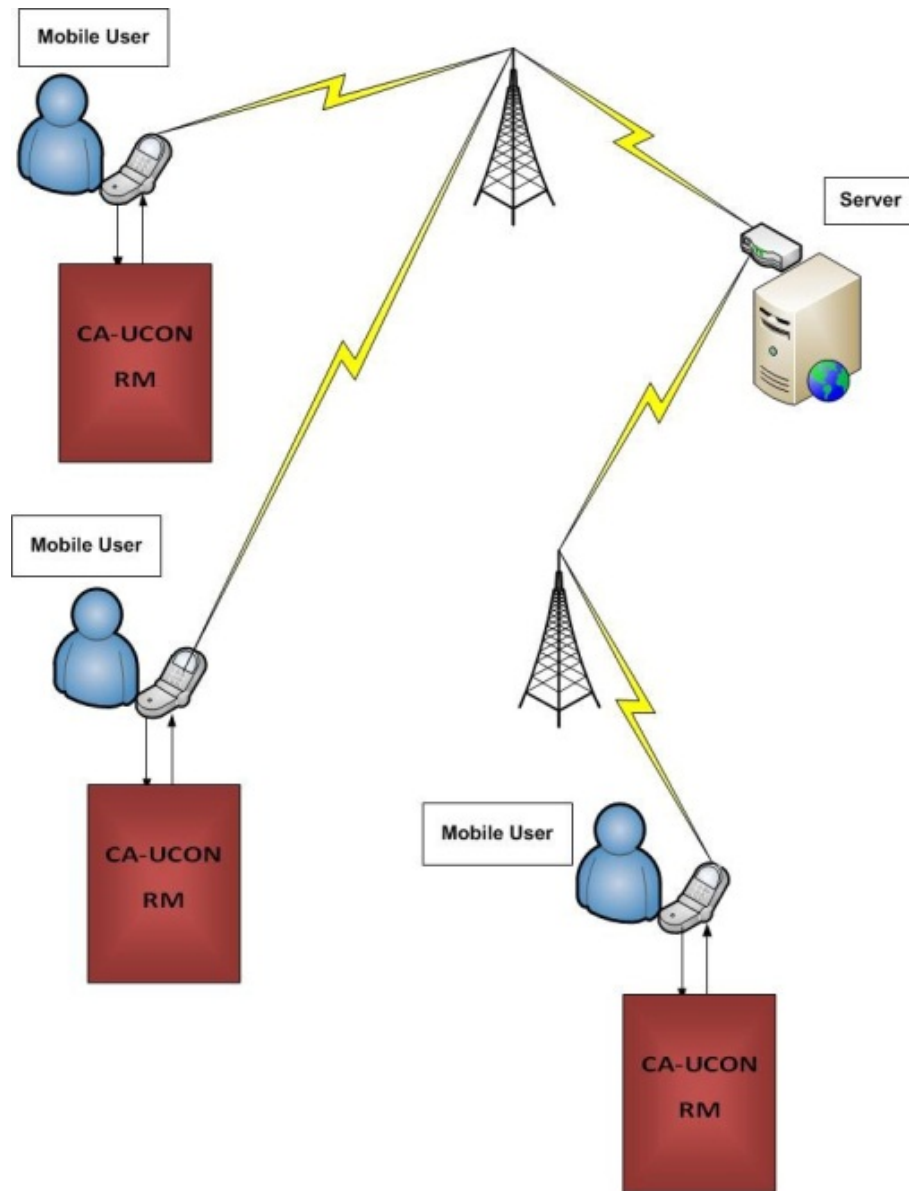 Mobile User
Server
CA-UCON
RM
Mobile User
CA-UCON
RM
Mobile User
CA-UCON
RM